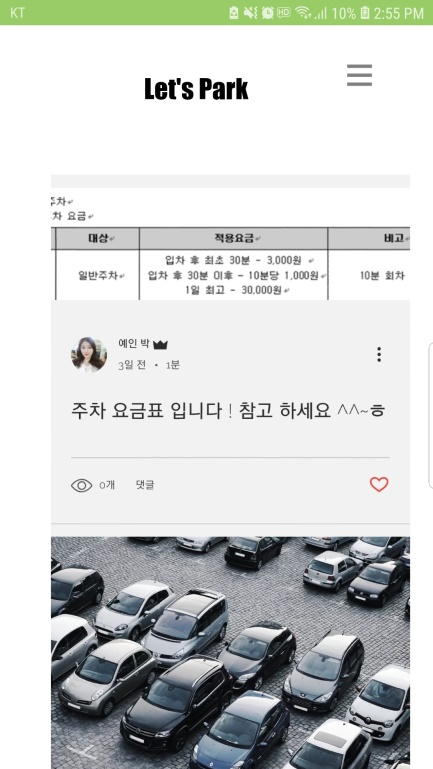 KT
HD
10%
2:55 PM
Let's Park
주차
차 요금
대상
적용요금
비고
일반주차
입차 후 최초 30분 - 3,000원
입차 후 30분 이후 - 10분당 1,000원
1일 최고 - 30,000원
10분 회차
예인 박
3일 전 • 1분
주차 요금표 입니다 ! 참고 하세요 ^^~ㅎ
0개
댓글